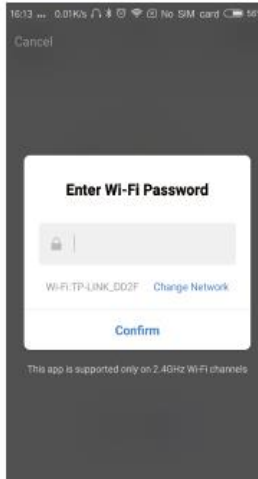 16:13 ... 0.01K/s No SIM card 56
Cancel
Enter Wi-Fi Password
Wi-Fi:TP-LINK_DD2F Change Network
Confirm
This app is supported only on 2.4GHz Wi-Fi channels